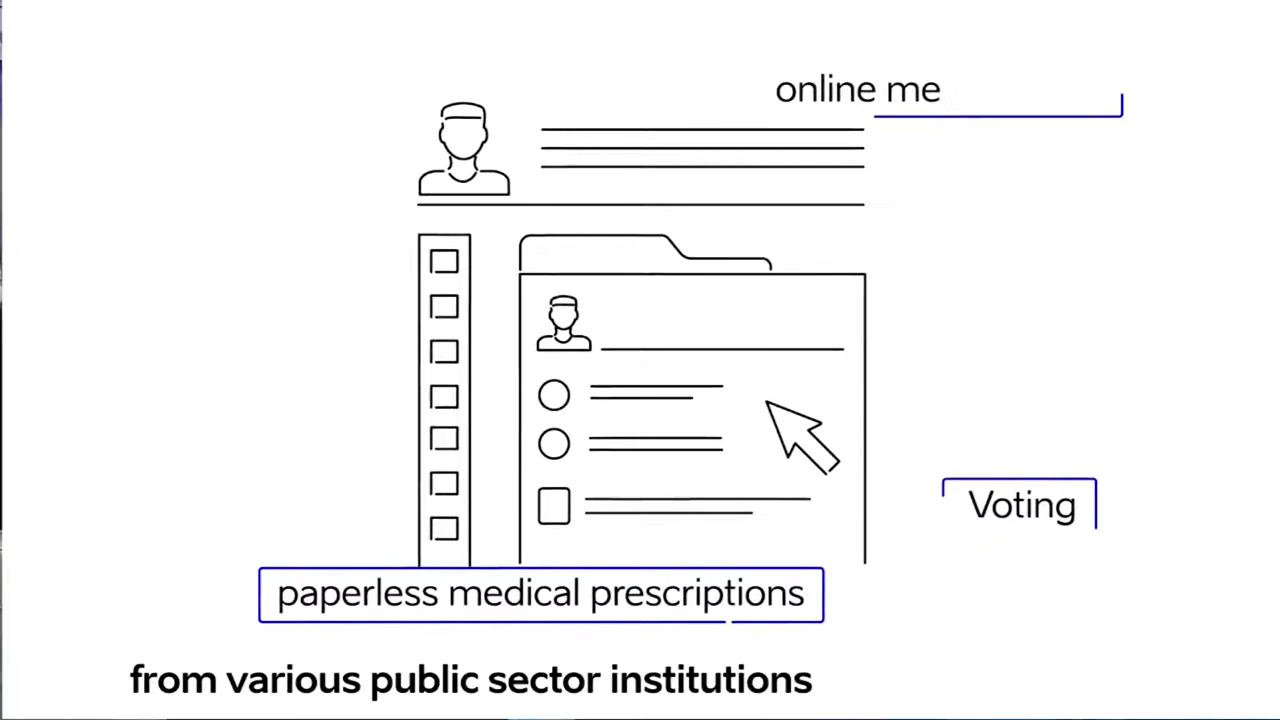 online me
Voting
paperless medical prescriptions
from various public sector institutions